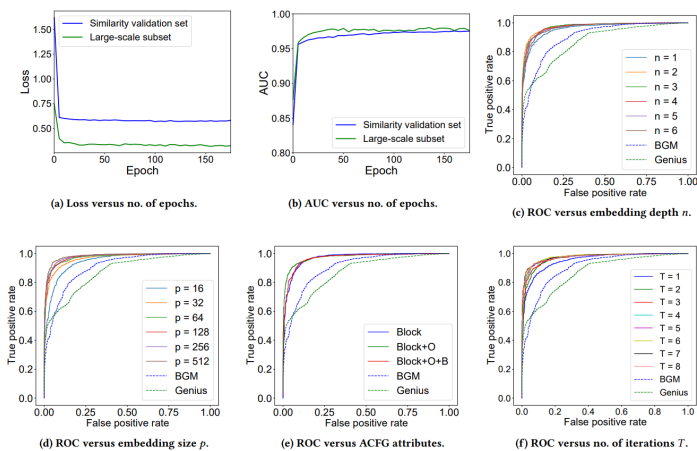 1.50
1.25
1.00
0.75
0.50
Loss
0
50
100
150
Epoch
Similarity validation set
Large-scale subset
(a) Loss versus no. of epochs.
1.00
0.95
0.90
0.85
0.80
AUC
0
50
100
150
Epoch
Similarity validation set
Large-scale subset
(b) AUC versus no. of epochs.
1.0
0.8
0.6
0.4
0.2
0.0
True positive rate
0.00
0.25
0.50
0.75
1.00
False positive rate
n = 1
n = 2
n = 3
n = 4
n = 5
n = 6
BGM
Genius
(c) ROC versus embedding depth n.
1.0
0.8
0.6
0.4
0.2
0.0
True positive rate
0.00
0.25
0.50
0.75
1.00
False positive rate
p = 16
p = 32
p = 64
p = 128
p = 256
p = 512
BGM
Genius
(d) ROC versus embedding size p.
1.0
0.8
0.6
0.4
0.2
0.0
True positive rate
0.00
0.25
0.50
0.75
1.00
False positive rate
Block
Block+O
Block+O+B
BGM
Genius
(e) ROC versus ACFG attributes.
1.0
0.8
0.6
0.4
0.2
0.0
True positive rate
0.0
0.2
0.4
0.6
0.8
1.0
False positive rate
T = 1
T = 2
T = 3
T = 4
T = 5
T = 6
T = 7
T = 8
BGM
Genius
(f) ROC versus no. of iterations T.